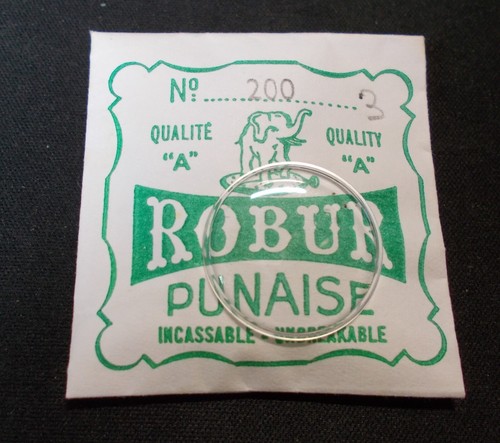 Nº 200 3
QUALITÉ QUALITY
"A" "A"
ROBUR
PUNAISE
INCASSABLE - UNBREAKABLE